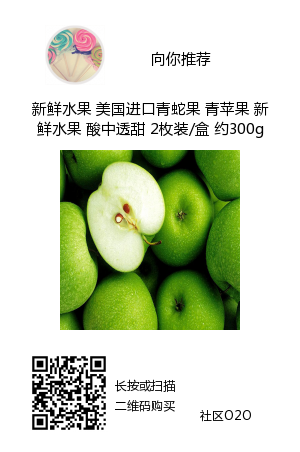 向你推荐
新鲜水果 美国进口青蛇果 青苹果 新
鲜水果 酸中透甜 2枚装/盒 约300g
长按或扫描
二维码购买
社区O2O